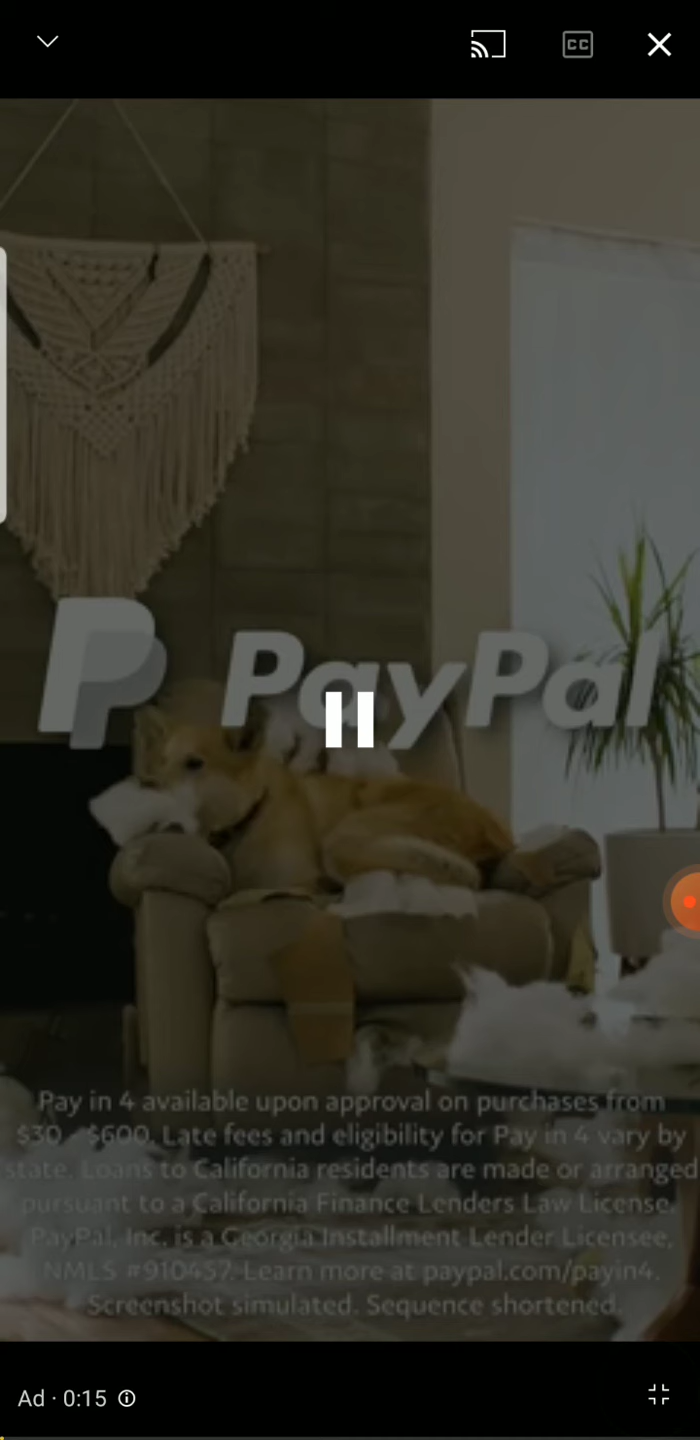 CC
PayPal
Pay in 4 available upon approval on purchases from
$30 - $600. Late fees and eligibility for Pay in 4 vary by
state. Loans to California residents are made or arranged
pursuant to a California Finance Lenders Law License.
PayPal, Inc. is a Georgia Installment Lender Licensee,
NMLS #910457. Learn more at paypal.com/payin4.
Screenshot simulated. Sequence shortened.
Ad · 0:15